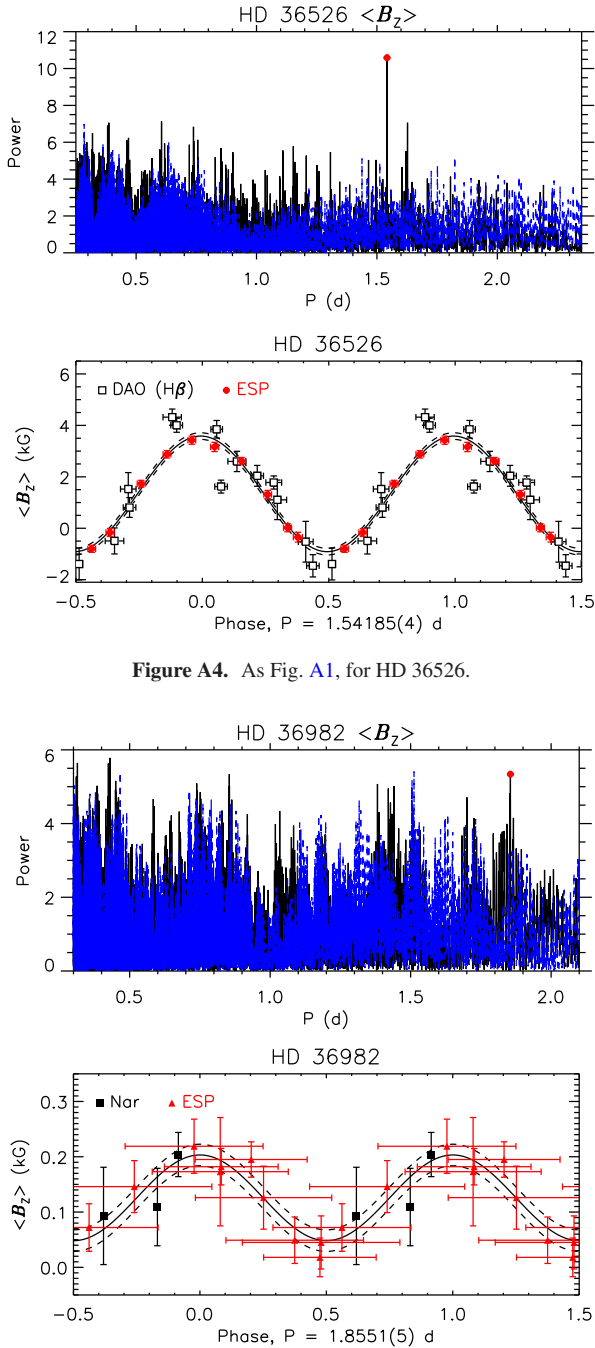 HD 36526 <B_Z>
12
10
8
6
4
2
0
Power
0.5 1.0 1.5 2.0
P (d)
HD 36526
6
4
2
0
−2
<B_Z> (kG)
DAO (Hβ) ESP
−0.5 0.0 0.5 1.0 1.5
Phase, P = 1.54185(4) d
Figure A4. As Fig. A1, for HD 36526.
HD 36982 <B_Z>
6
4
2
0
Power
0.5 1.0 1.5 2.0
P (d)
HD 36982
0.3
0.2
0.1
0.0
<B_Z> (kG)
Nar ESP
−0.5 0.0 0.5 1.0 1.5
Phase, P = 1.8551(5) d